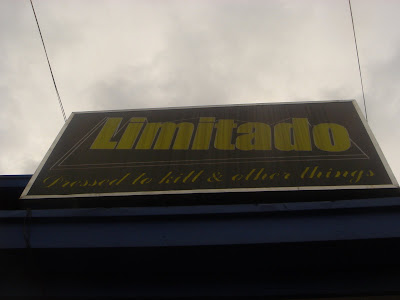 Limitado
Dressed to kill & other things